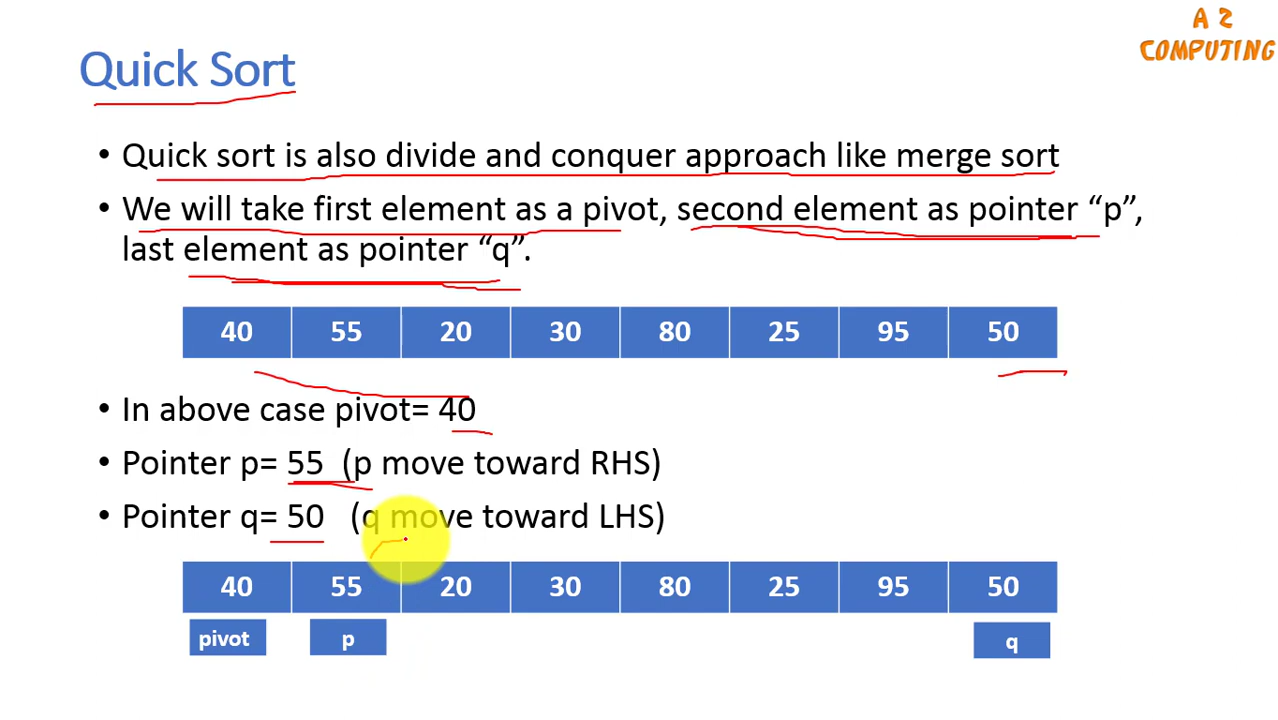 A 2
COMPUTING
Quick Sort
• Quick sort is also divide and conquer approach like merge sort
• We will take first element as a pivot, second element as pointer “p”,
last element as pointer “q”.
40 55 20 30 80 25 95 50
• In above case pivot= 40
• Pointer p= 55 (p move toward RHS)
• Pointer q= 50 (q move toward LHS)
40 55 20 30 80 25 95 50
pivot p q